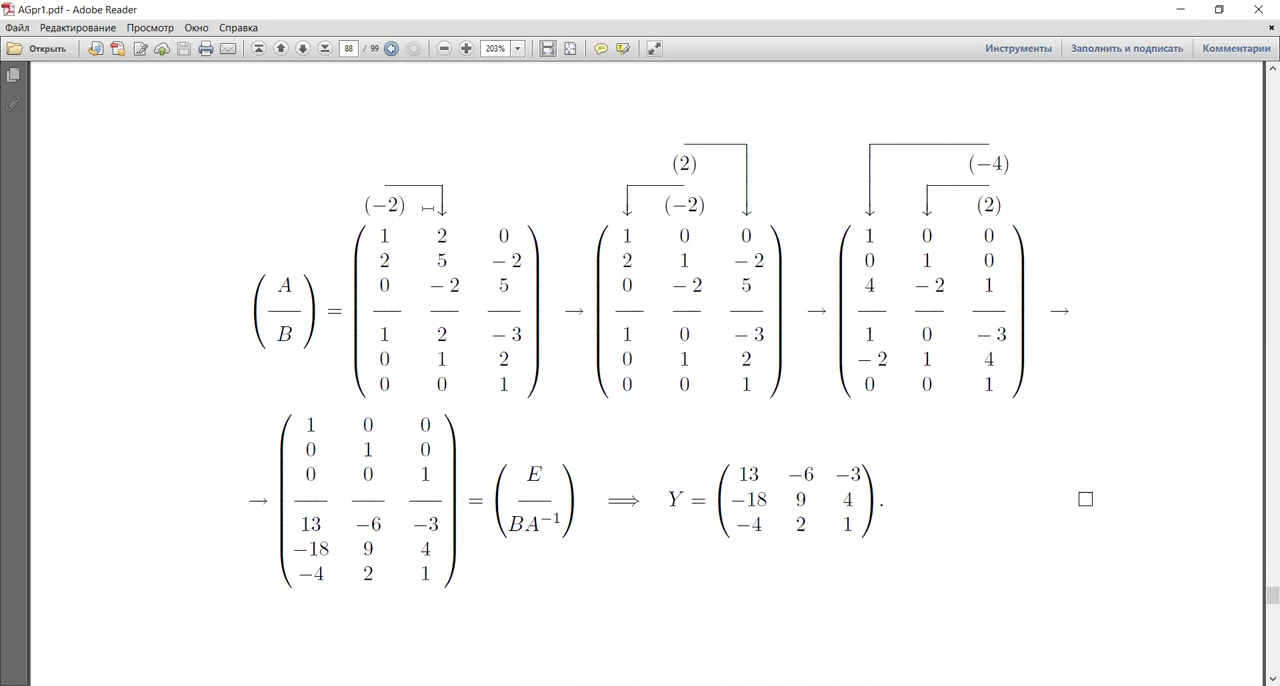 AGpr1.pdf - Adobe Reader
Файл Редактирование Просмотр Окно Справка
Открыть 88 / 99 203% Инструменты Заполнить и подписать Комментарии
(2) (−4)
(−2) (−2) (2)
1 2 0 1 0 0 1 0 0
2 5 −2 2 1 −2 0 1 0
A 0 −2 5 0 −2 5 4 −2 1
= → → →
B 1 2 −3 1 0 −3 1 0 −3
0 1 2 0 1 2 −2 1 4
0 0 1 0 0 1 0 0 1
1 0 0
0 1 0
0 0 1 E 13 −6 −3
→ = ⟹ Y = −18 9 4 . □
13 −6 −3 BA⁻¹ −4 2 1
−18 9 4
−4 2 1